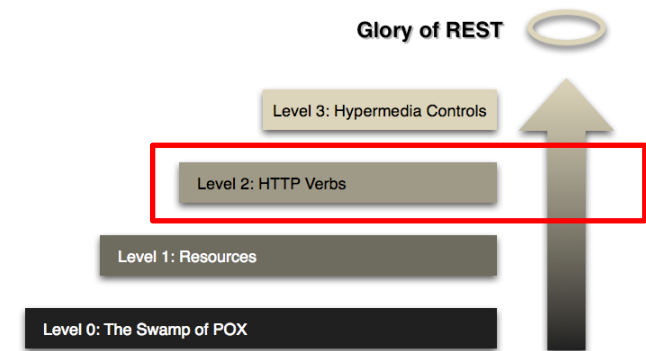 Glory of REST
Level 3: Hypermedia Controls
Level 2: HTTP Verbs
Level 1: Resources
Level 0: The Swamp of POX